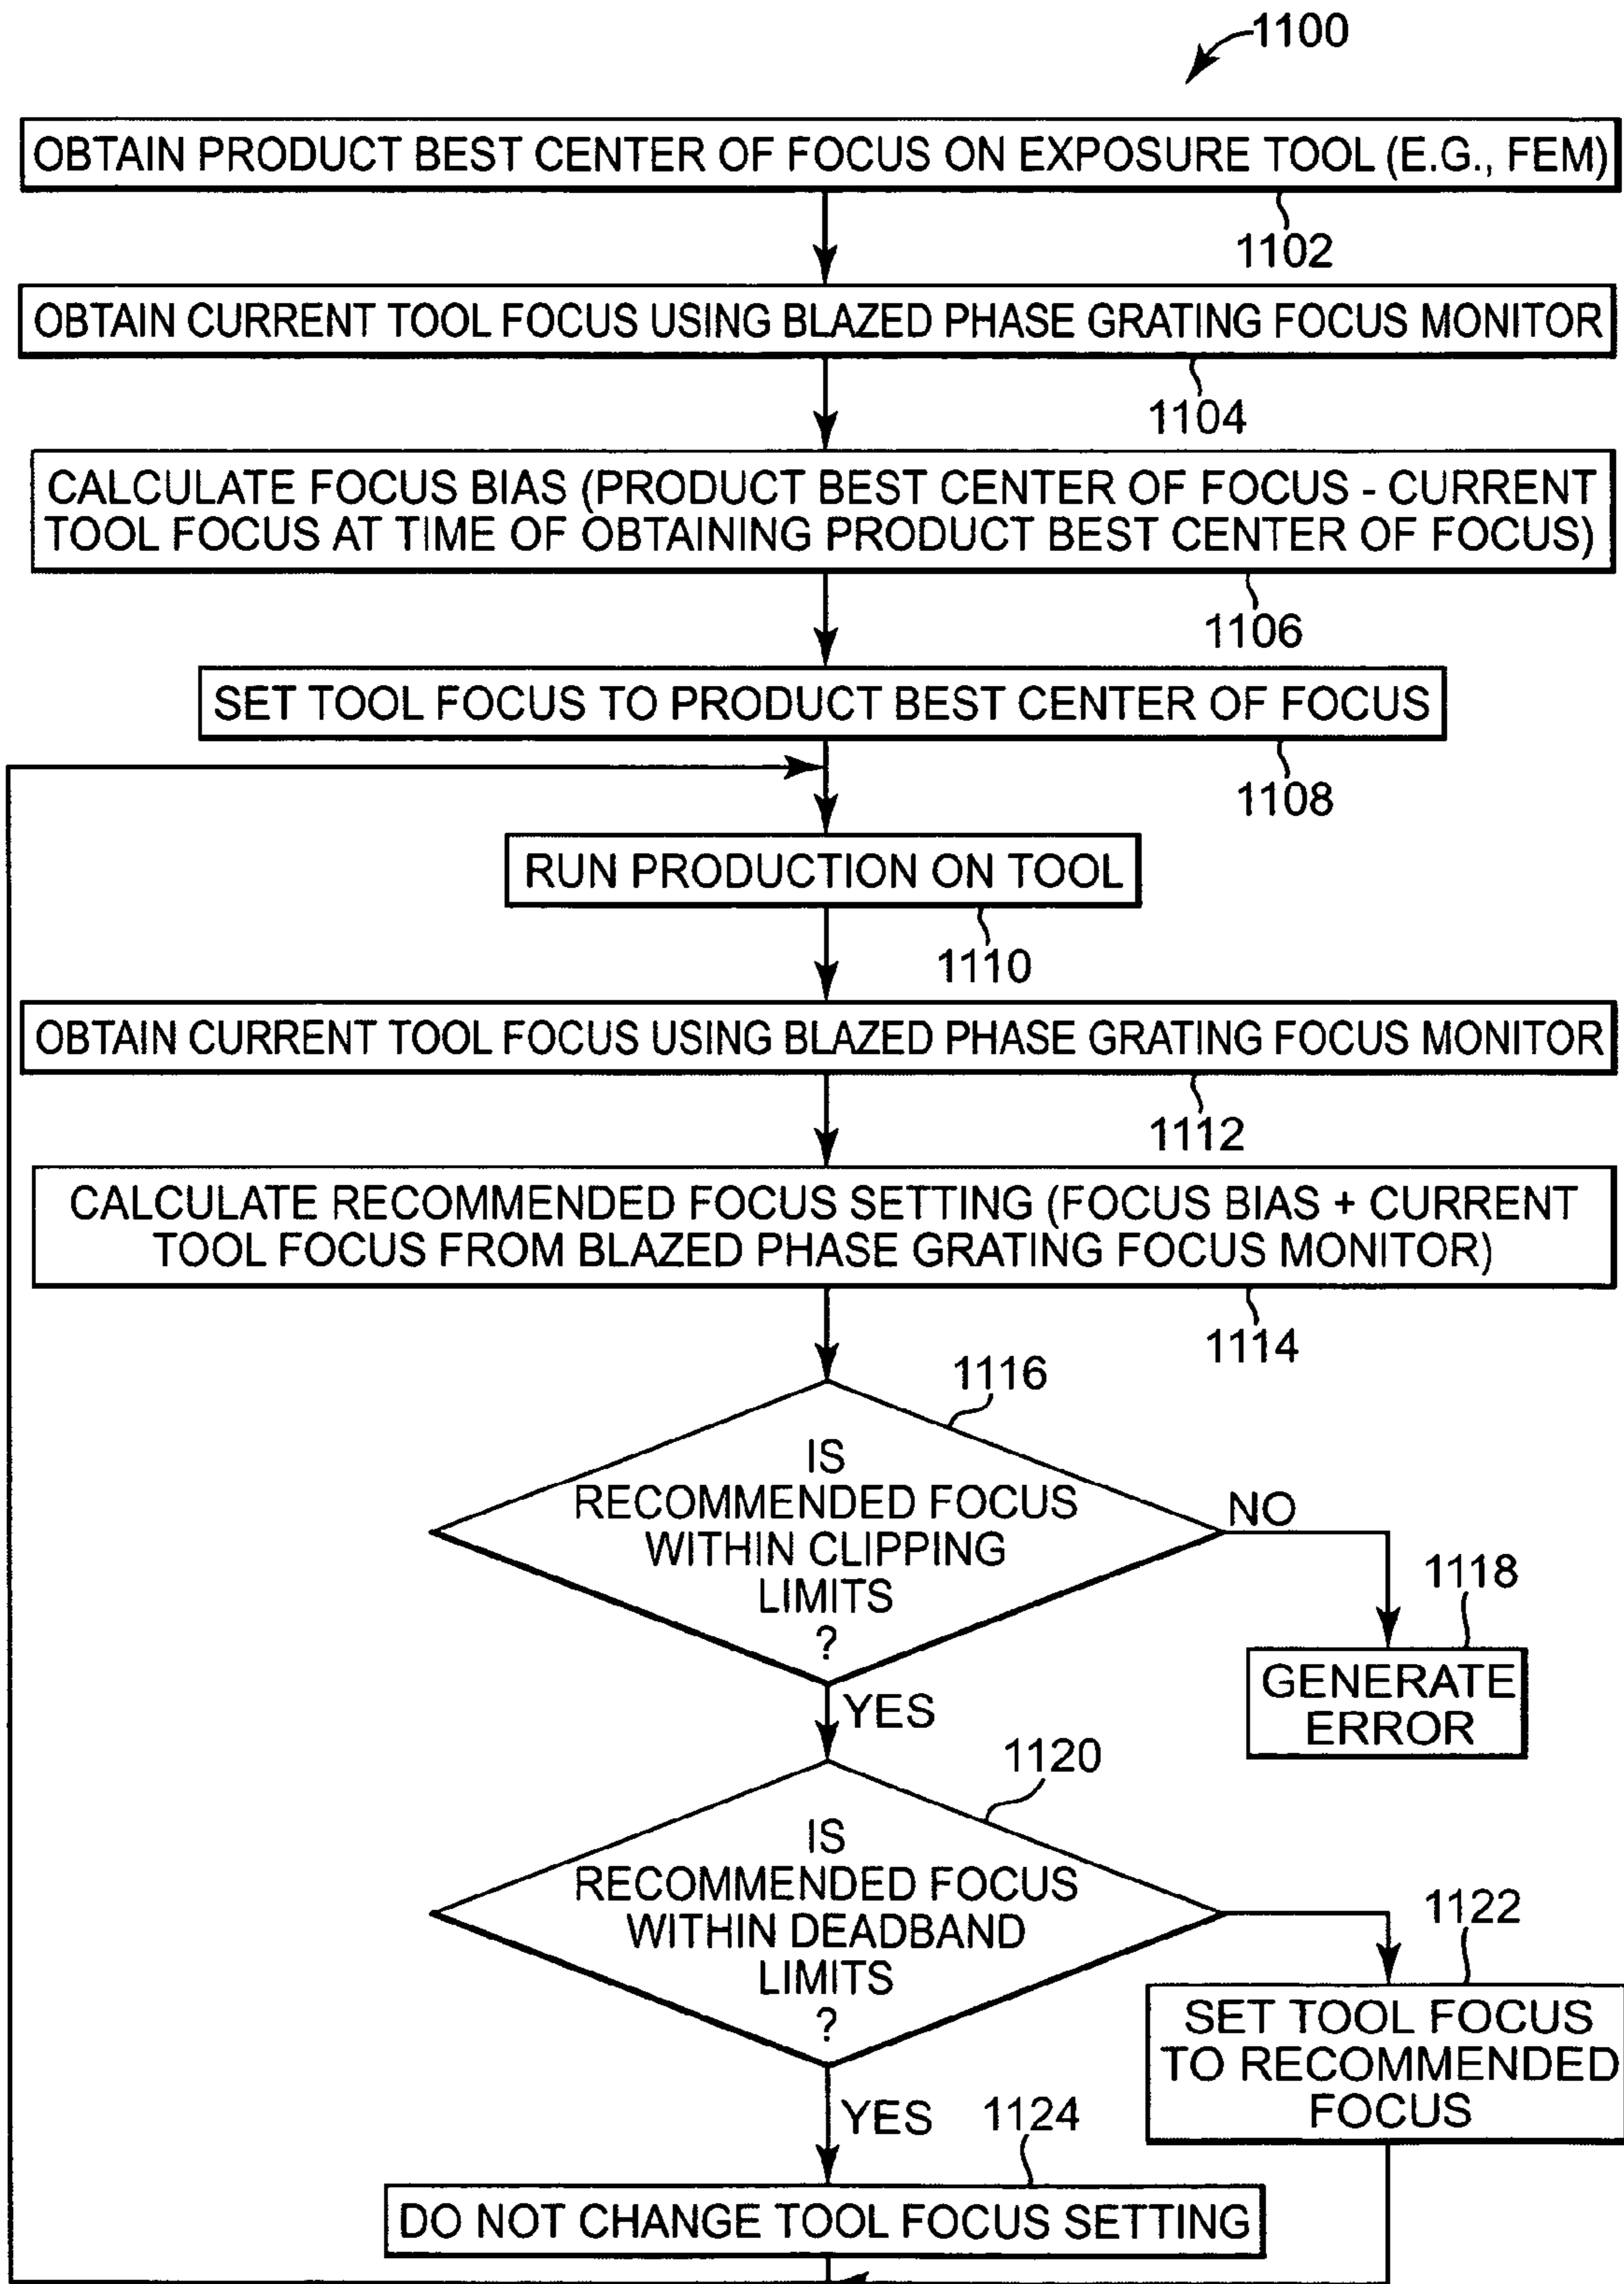 1100
OBTAIN PRODUCT BEST CENTER OF FOCUS ON EXPOSURE TOOL (E.G., FEM)
1102
OBTAIN CURRENT TOOL FOCUS USING BLAZED PHASE GRATING FOCUS MONITOR
1104
CALCULATE FOCUS BIAS (PRODUCT BEST CENTER OF FOCUS - CURRENT
TOOL FOCUS AT TIME OF OBTAINING PRODUCT BEST CENTER OF FOCUS)
1106
SET TOOL FOCUS TO PRODUCT BEST CENTER OF FOCUS
1108
RUN PRODUCTION ON TOOL
1110
OBTAIN CURRENT TOOL FOCUS USING BLAZED PHASE GRATING FOCUS MONITOR
1112
CALCULATE RECOMMENDED FOCUS SETTING (FOCUS BIAS + CURRENT
TOOL FOCUS FROM BLAZED PHASE GRATING FOCUS MONITOR)
1114
1116
IS
RECOMMENDED FOCUS
WITHIN CLIPPING
LIMITS
?
NO
1118
GENERATE
ERROR
YES
1120
IS
RECOMMENDED FOCUS
WITHIN DEADBAND
LIMITS
?
1122
SET TOOL FOCUS
TO RECOMMENDED
FOCUS
YES
1124
DO NOT CHANGE TOOL FOCUS SETTING